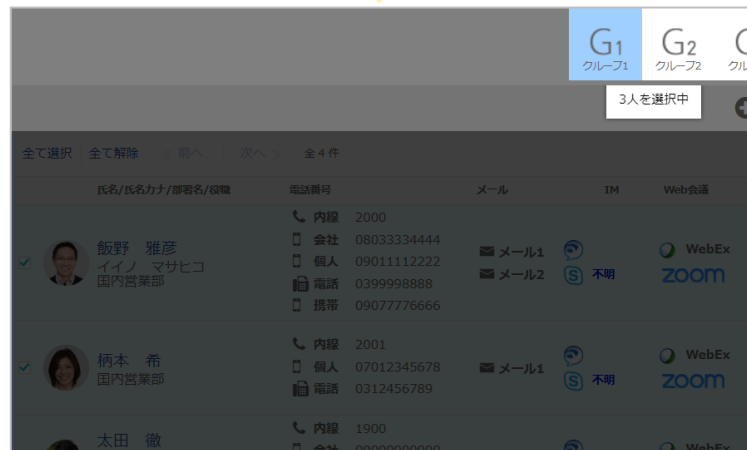 G1 G2
グループ1 グループ2
3人を選択中
全て選択 全て解除 < 前へ 次へ > 全4件
氏名/氏名カナ/部署名/役職 電話番号 メール IM Web会議
内線 2000
飯野 雅彦 会社 08033334444 メール1 WebEx
イイノ マサヒコ 個人 09011112222
国内営業部 電話 0399998888 メール2 不明 zoom
携帯 09077776666
内線 2001
柄本 希 個人 07012345678 メール1 WebEx
国内営業部 電話 0312456789 不明 zoom
内線 1900
太田 徹
WebEx